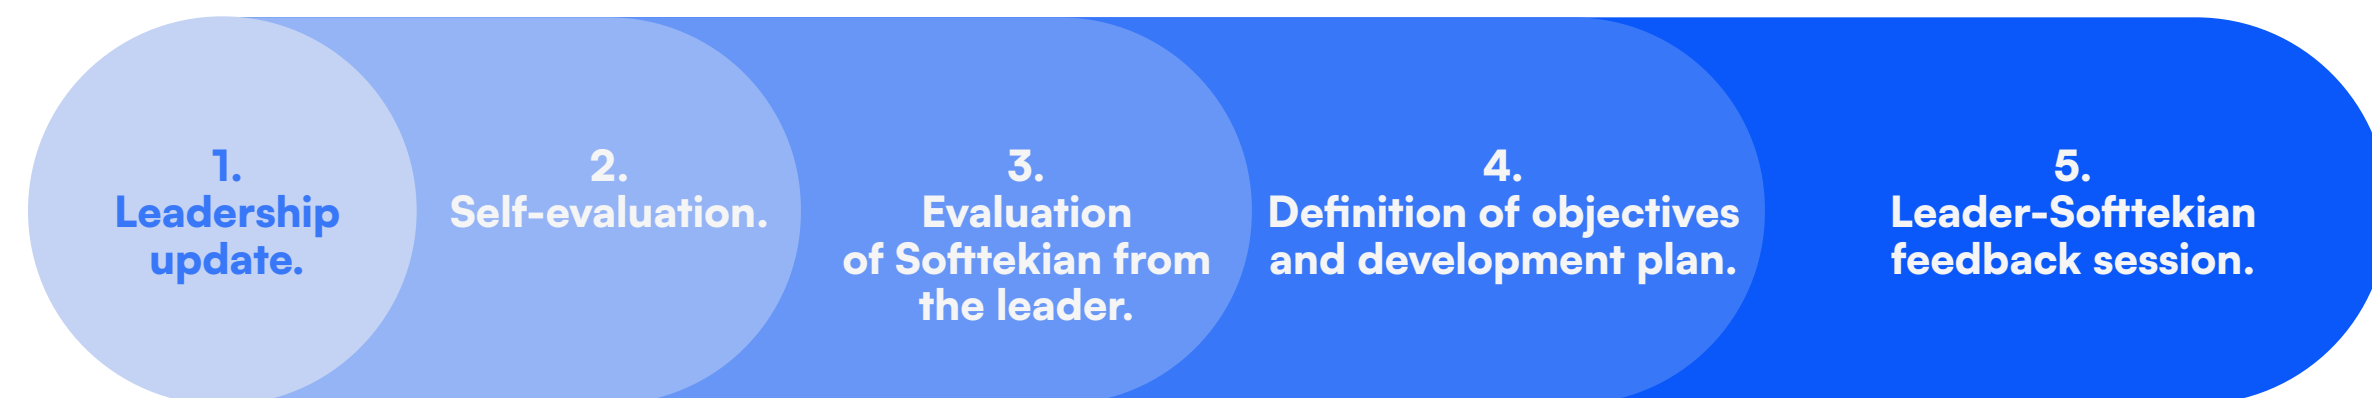 1.
Leadership
update.
2.
Self-evaluation.
3.
Evaluation
of Softtekian from
the leader.
4.
Definition of objectives
and development plan.
5.
Leader-Softtekian
feedback session.